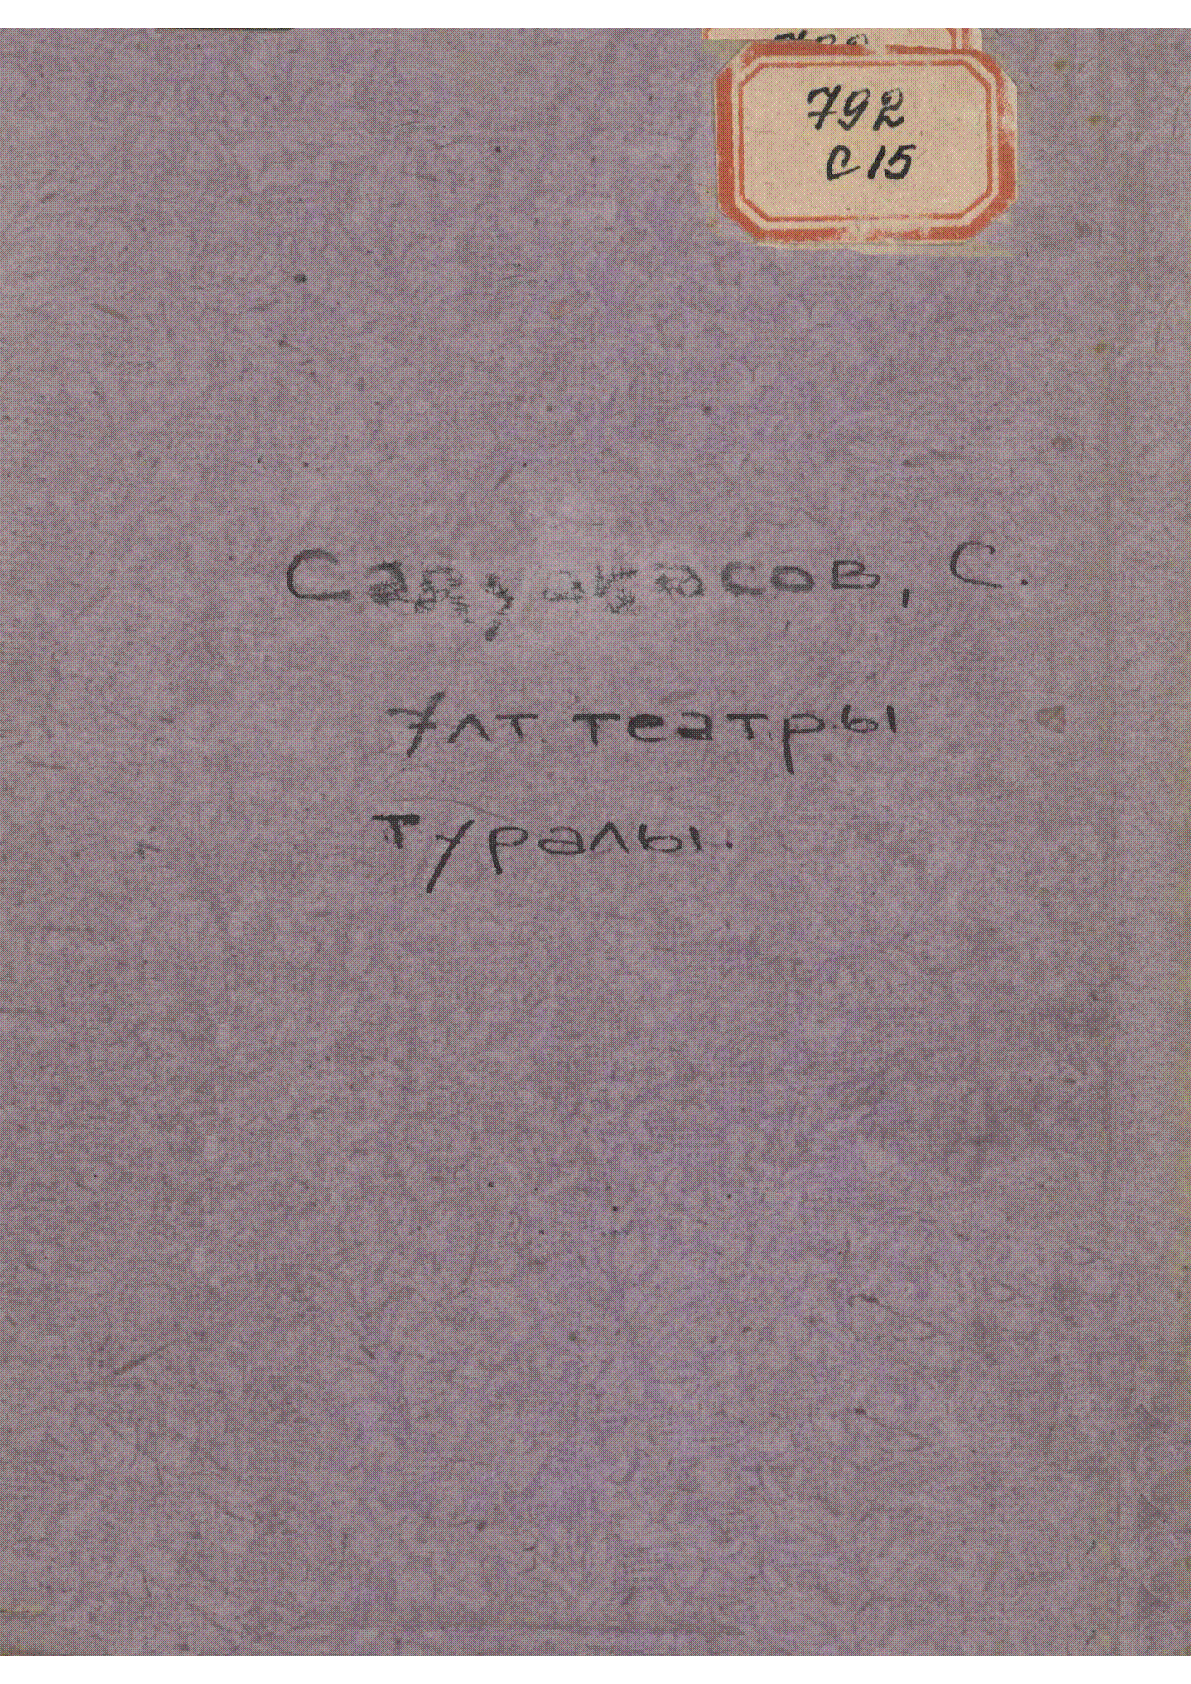 792
С 15
Садуакасов, С.
Ұлт театры
туралы.